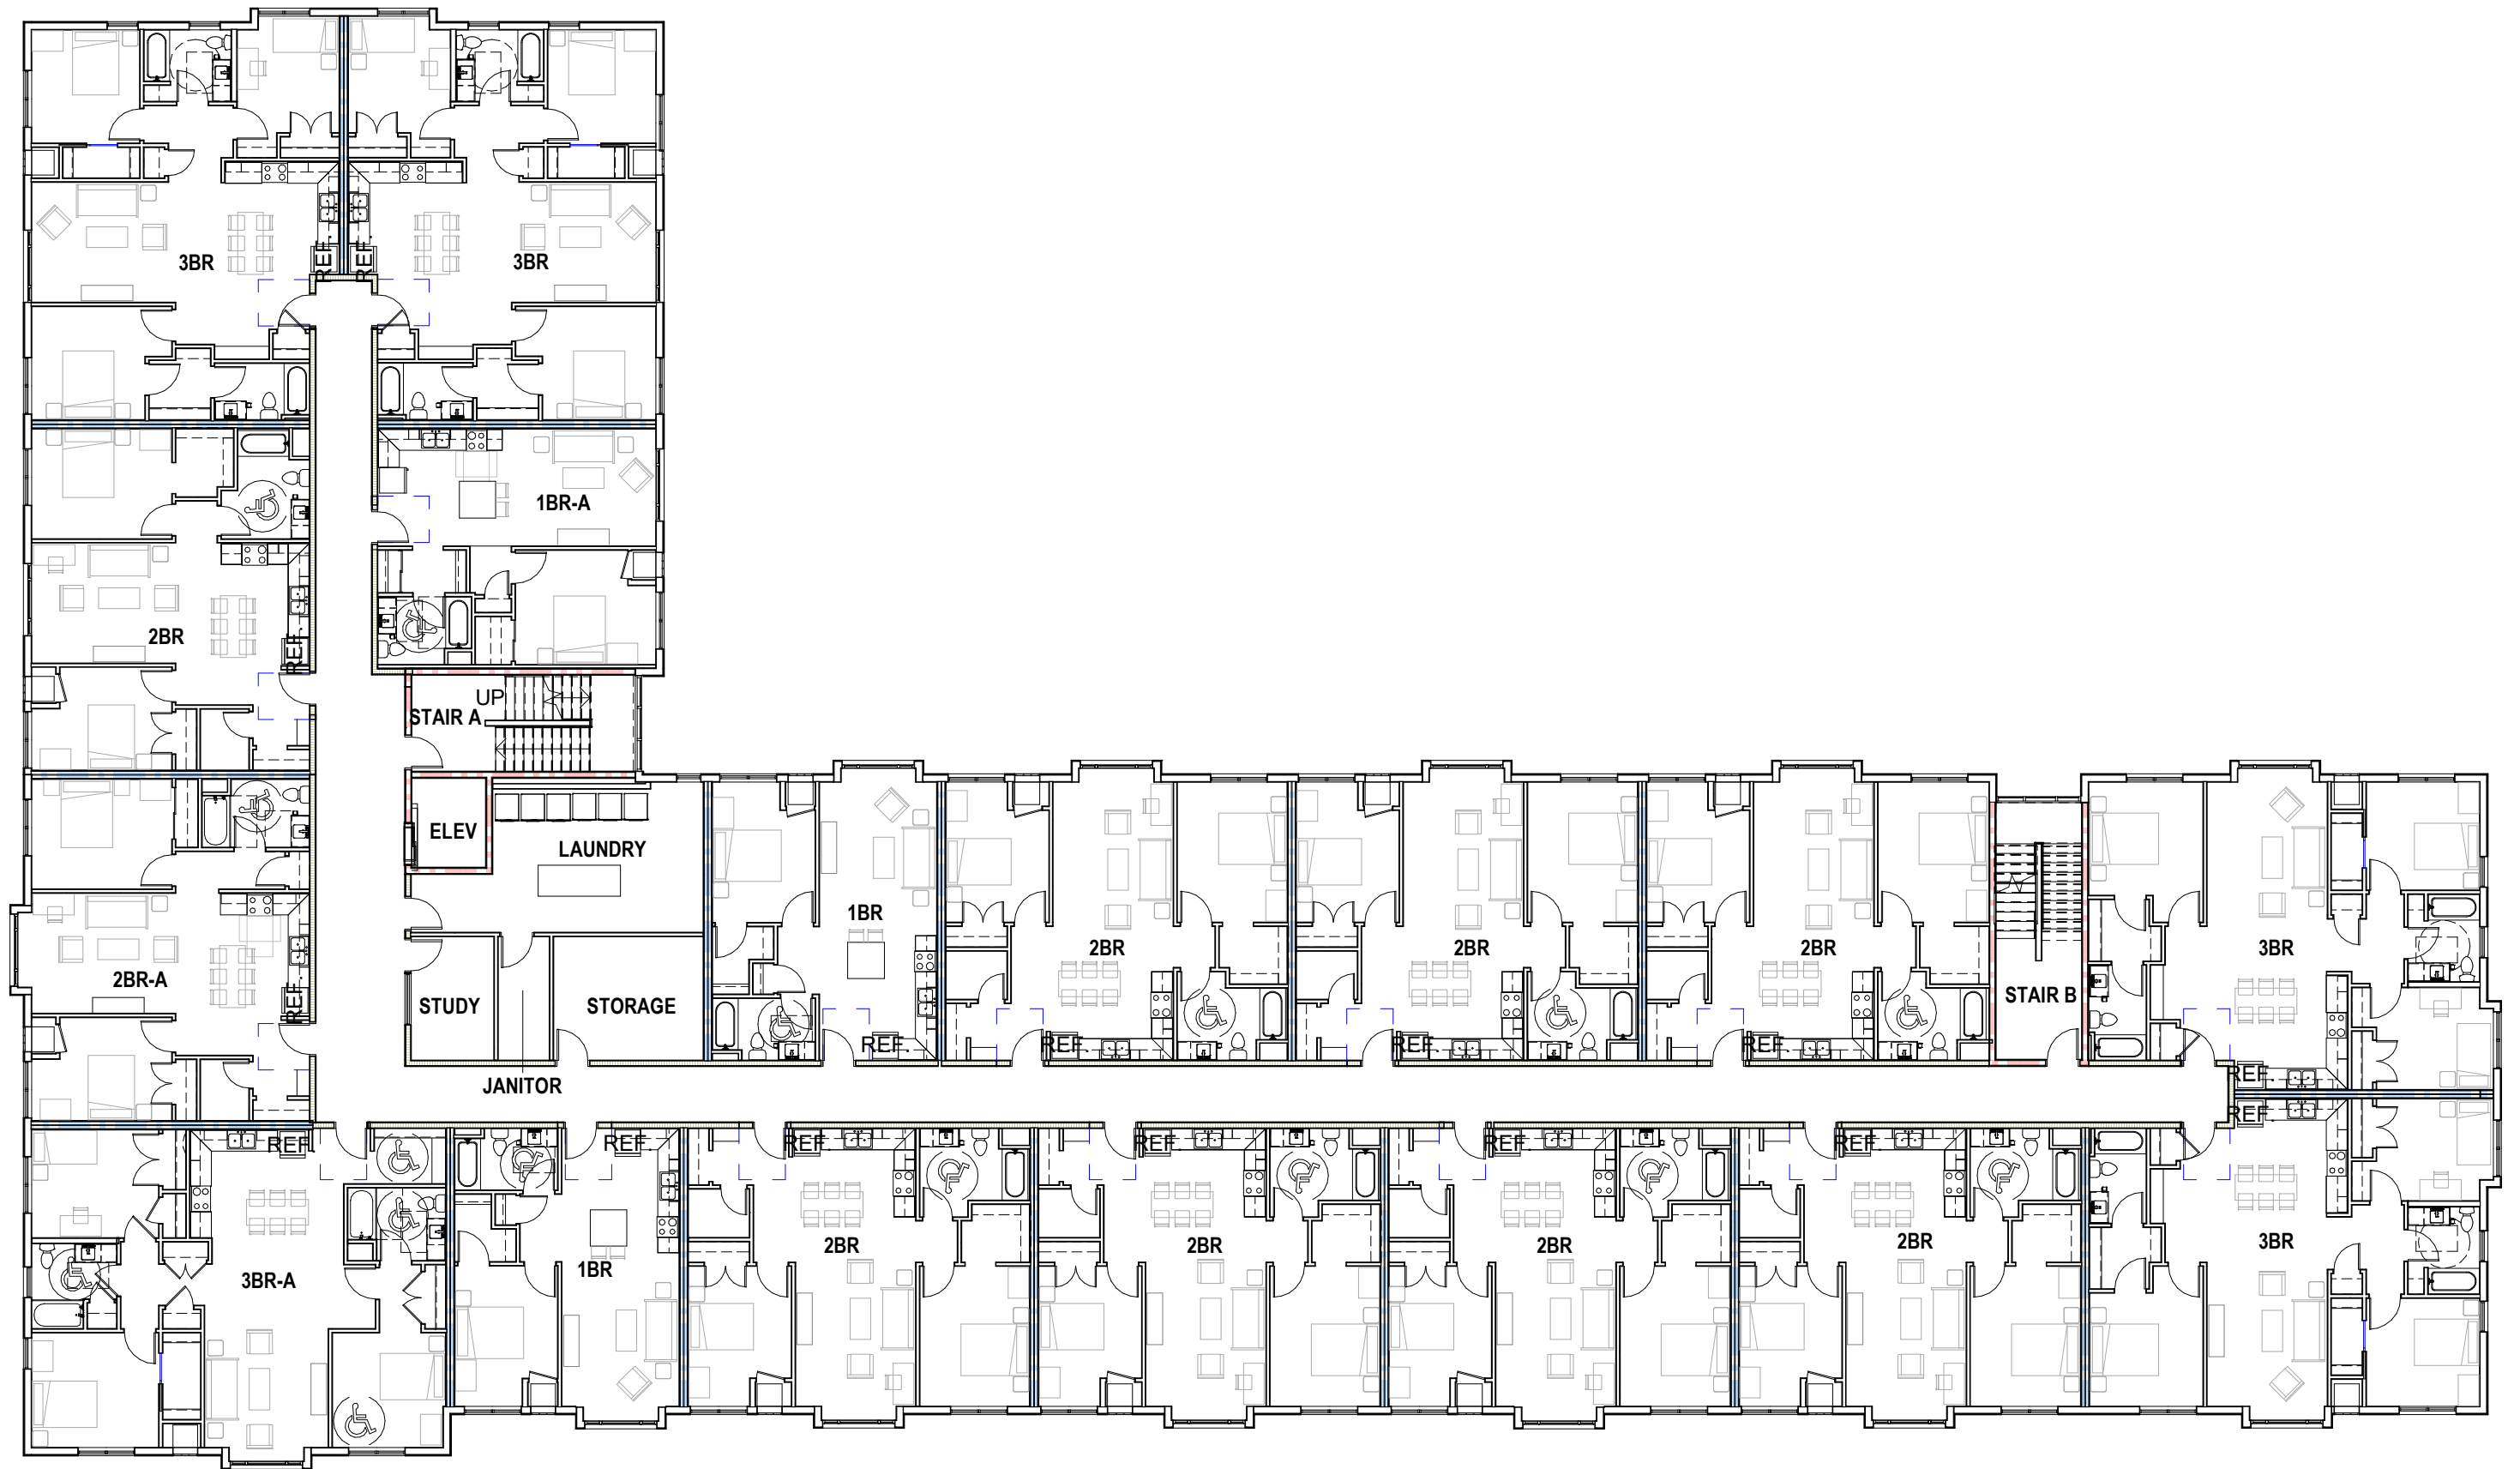 3BR
3BR
REF.
REF.
1BR-A
2BR
REF.
UP
STAIR A
ELEV
LAUNDRY
1BR
2BR
2BR
2BR
3BR
2BR-A
REF.
STUDY
STORAGE
STAIR B
REF
REF
REF
REF
REF
JANITOR
REF
REF
REF
REF
REF
REF
REF
3BR-A
1BR
2BR
2BR
2BR
2BR
3BR